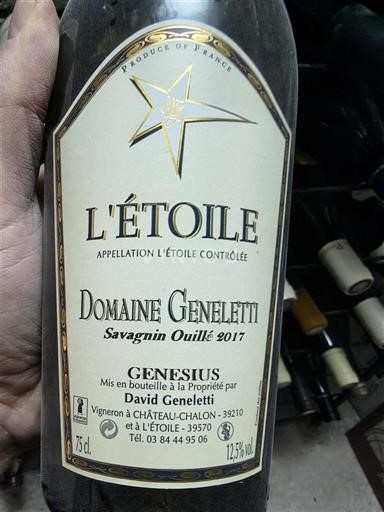 PRODUCE OF FRANCE
L'ÉTOILE
APPELLATION L'ÉTOILE CONTRÔLÉE
DOMAINE GENELETTI
Savagnin Ouillé 2017
GENESIUS
Mis en bouteille à la Propriété par
David Geneletti
Vigneron à CHÂTEAU-CHALON - 39210
et à L'ÉTOILE - 39570
Tél. 03 84 44 95 06
75 cl.
12,5% vol.